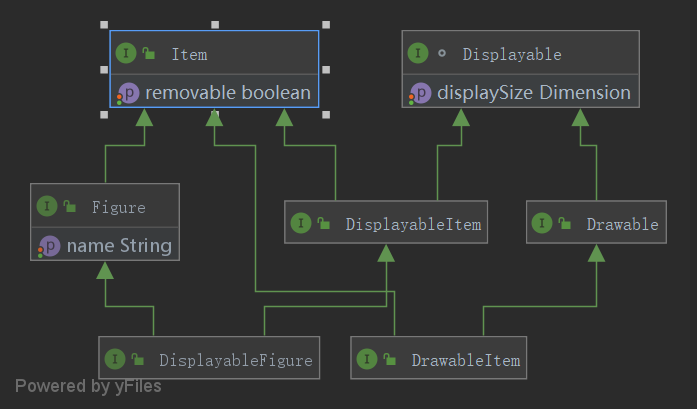 I Item
p removable boolean
I Displayable
p displaySize Dimension
I Figure
p name String
I DisplayableItem
I Drawable
I DisplayableFigure
I DrawableItem
Powered by yFiles